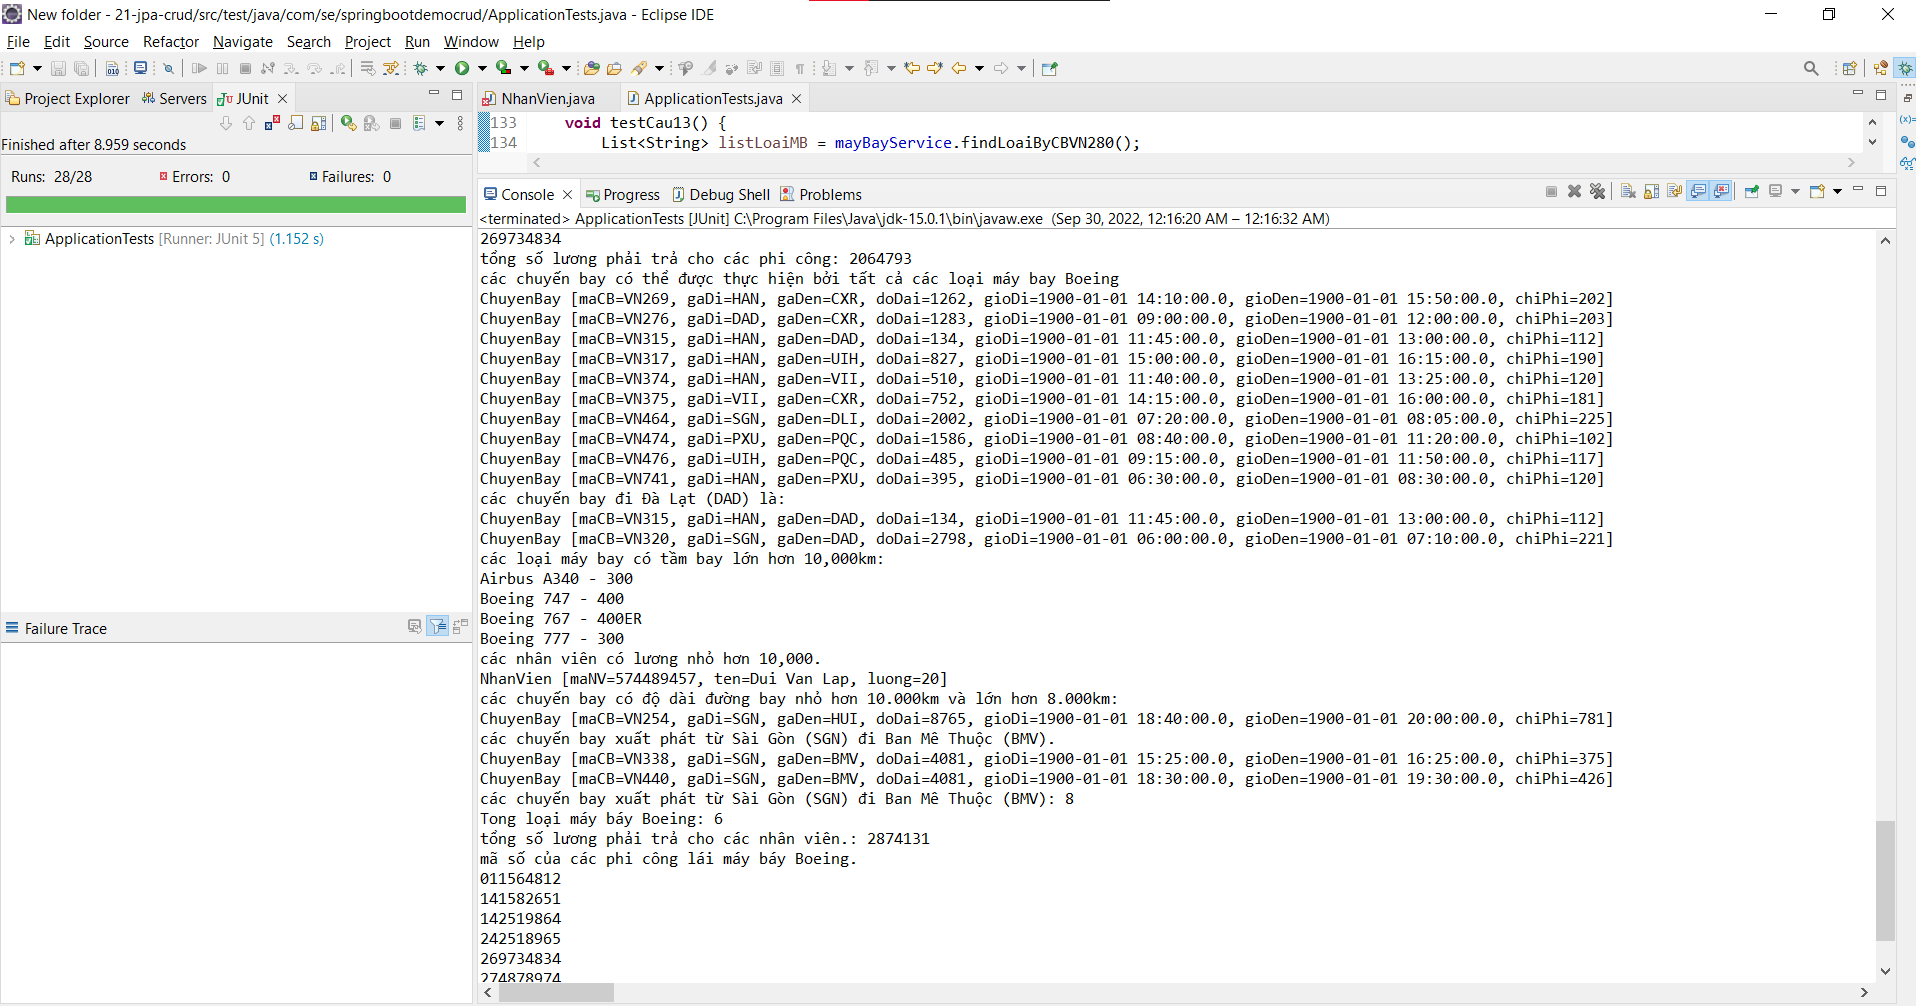 New folder - 21-jpa-crud/src/test/java/com/se/springbootdemocrud/ApplicationTests.java - Eclipse IDE
File Edit Source Refactor Navigate Search Project Run Window Help
Project Explorer Servers JUnit
Finished after 8.959 seconds
Runs: 28/28 Errors: 0 Failures: 0
ApplicationTests [Runner: JUnit 5] (1.152 s)
Failure Trace
NhanVien.java ApplicationTests.java
133 void testCau13() {
134 List<String> listLoaiMB = mayBayService.findLoaiByCBVN280();
Console Progress Debug Shell Problems
<terminated> ApplicationTests [JUnit] C:\Program Files\Java\jdk-15.0.1\bin\javaw.exe (Sep 30, 2022, 12:16:20 AM – 12:16:32 AM)
269734834
tổng số lương phải trả cho các phi công: 2064793
các chuyến bay có thể được thực hiện bởi tất cả các loại máy bay Boeing
ChuyenBay [maCB=VN269, gaDi=HAN, gaDen=CXR, doDai=1262, gioDi=1900-01-01 14:10:00.0, gioDen=1900-01-01 15:50:00.0, chiPhi=202]
ChuyenBay [maCB=VN276, gaDi=DAD, gaDen=CXR, doDai=1283, gioDi=1900-01-01 09:00:00.0, gioDen=1900-01-01 12:00:00.0, chiPhi=203]
ChuyenBay [maCB=VN315, gaDi=HAN, gaDen=DAD, doDai=134, gioDi=1900-01-01 11:45:00.0, gioDen=1900-01-01 13:00:00.0, chiPhi=112]
ChuyenBay [maCB=VN317, gaDi=HAN, gaDen=UIH, doDai=827, gioDi=1900-01-01 15:00:00.0, gioDen=1900-01-01 16:15:00.0, chiPhi=190]
ChuyenBay [maCB=VN374, gaDi=HAN, gaDen=VII, doDai=510, gioDi=1900-01-01 11:40:00.0, gioDen=1900-01-01 13:25:00.0, chiPhi=120]
ChuyenBay [maCB=VN375, gaDi=VII, gaDen=CXR, doDai=752, gioDi=1900-01-01 14:15:00.0, gioDen=1900-01-01 16:00:00.0, chiPhi=181]
ChuyenBay [maCB=VN464, gaDi=SGN, gaDen=DLI, doDai=2002, gioDi=1900-01-01 07:20:00.0, gioDen=1900-01-01 08:05:00.0, chiPhi=225]
ChuyenBay [maCB=VN474, gaDi=PXU, gaDen=PQC, doDai=1586, gioDi=1900-01-01 08:40:00.0, gioDen=1900-01-01 11:20:00.0, chiPhi=102]
ChuyenBay [maCB=VN476, gaDi=UIH, gaDen=PQC, doDai=485, gioDi=1900-01-01 09:15:00.0, gioDen=1900-01-01 11:50:00.0, chiPhi=117]
ChuyenBay [maCB=VN741, gaDi=HAN, gaDen=PXU, doDai=395, gioDi=1900-01-01 06:30:00.0, gioDen=1900-01-01 08:30:00.0, chiPhi=120]
các chuyến bay đi Đà Lạt (DAD) là:
ChuyenBay [maCB=VN315, gaDi=HAN, gaDen=DAD, doDai=134, gioDi=1900-01-01 11:45:00.0, gioDen=1900-01-01 13:00:00.0, chiPhi=112]
ChuyenBay [maCB=VN320, gaDi=SGN, gaDen=DAD, doDai=2798, gioDi=1900-01-01 06:00:00.0, gioDen=1900-01-01 07:10:00.0, chiPhi=221]
các loại máy bay có tầm bay lớn hơn 10,000km:
Airbus A340 - 300
Boeing 747 - 400
Boeing 767 - 400ER
Boeing 777 - 300
các nhân viên có lương nhỏ hơn 10,000.
NhanVien [maNV=574489457, ten=Dui Van Lap, luong=20]
các chuyến bay có độ dài đường bay nhỏ hơn 10.000km và lớn hơn 8.000km:
ChuyenBay [maCB=VN254, gaDi=SGN, gaDen=HUI, doDai=8765, gioDi=1900-01-01 18:40:00.0, gioDen=1900-01-01 20:00:00.0, chiPhi=781]
các chuyến bay xuất phát từ Sài Gòn (SGN) đi Ban Mê Thuộc (BMV).
ChuyenBay [maCB=VN338, gaDi=SGN, gaDen=BMV, doDai=4081, gioDi=1900-01-01 15:25:00.0, gioDen=1900-01-01 16:25:00.0, chiPhi=375]
ChuyenBay [maCB=VN440, gaDi=SGN, gaDen=BMV, doDai=4081, gioDi=1900-01-01 18:30:00.0, gioDen=1900-01-01 19:30:00.0, chiPhi=426]
các chuyến bay xuất phát từ Sài Gòn (SGN) đi Ban Mê Thuộc (BMV): 8
Tong loại máy báy Boeing: 6
tổng số lương phải trả cho các nhân viên.: 2874131
mã số của các phi công lái máy báy Boeing.
011564812
141582651
142519864
242518965
269734834
274878974